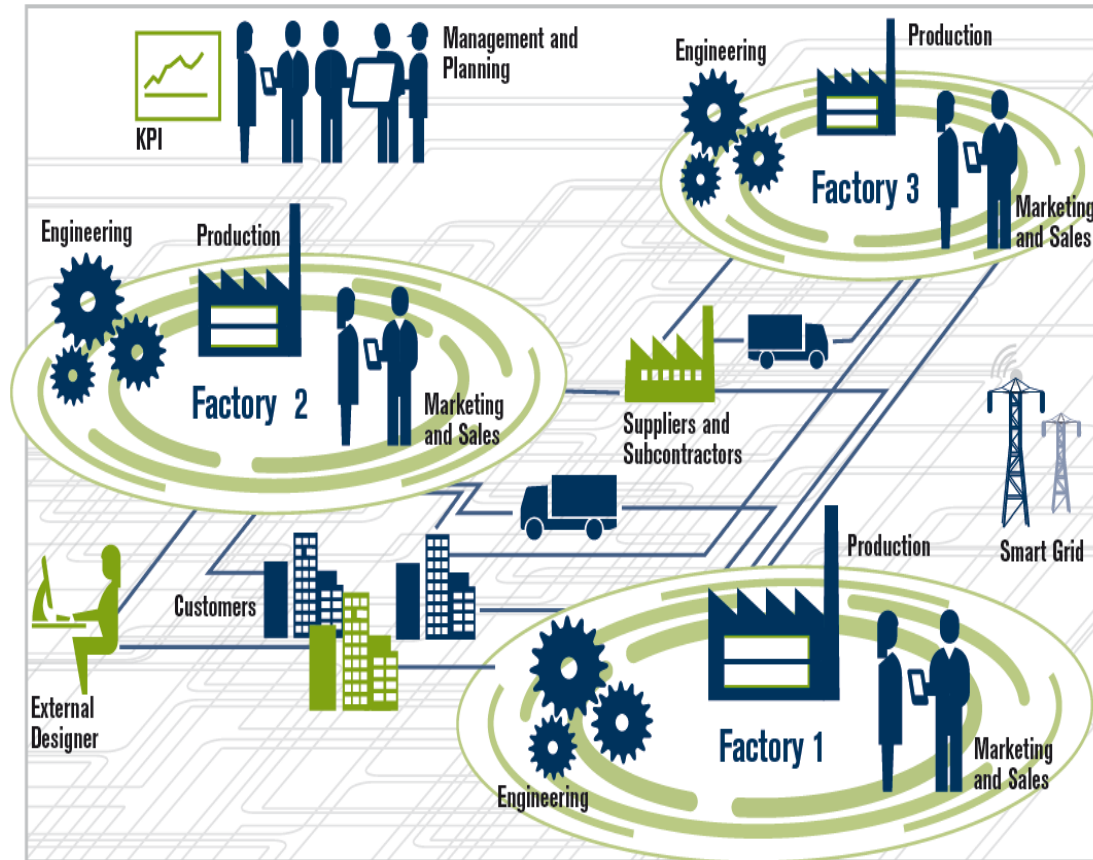 Management and
Planning
KPI
Engineering
Production
Factory 3
Marketing
and Sales
Engineering
Production
Factory 2
Marketing
and Sales
Suppliers and
Subcontractors
Smart Grid
Customers
External
Designer
Production
Factory 1
Engineering
Marketing
and Sales